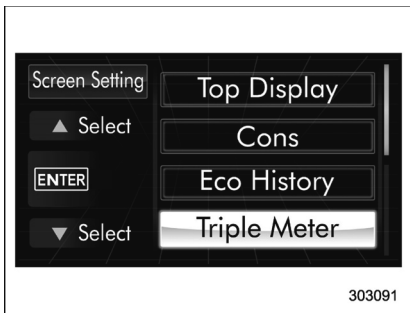 Screen Setting
▲ Select
ENTER
▼ Select
Top Display
Cons
Eco History
Triple Meter
303091